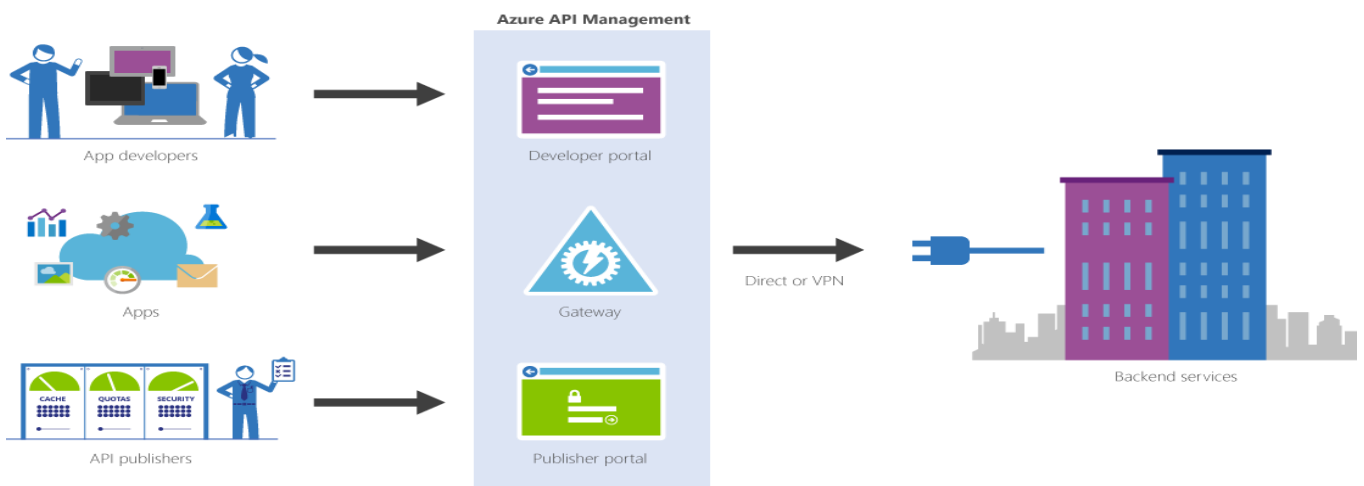 Azure API Management
App developers
Developer portal
Apps
Gateway
Direct or VPN
Backend services
CACHE
QUOTAS
SECURITY
API publishers
Publisher portal